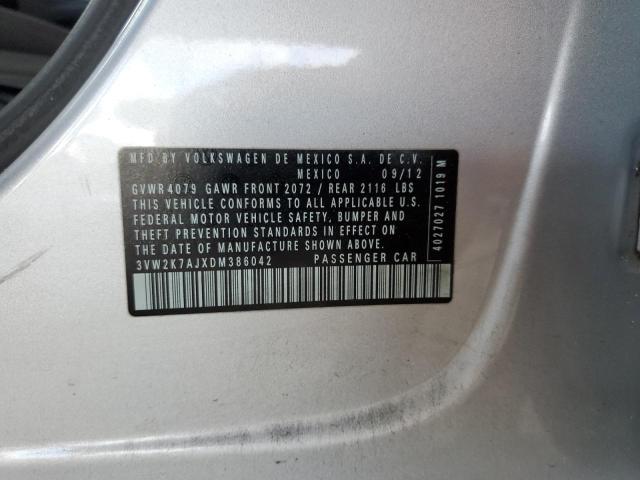 MFD BY VOLKSWAGEN DE MEXICO S.A. DE C.V.
MEXICO 09/12
GVWR 4079 GAWR FRONT 2072 / REAR 2116 LBS
THIS VEHICLE CONFORMS TO ALL APPLICABLE U.S.
FEDERAL MOTOR VEHICLE SAFETY, BUMPER AND
THEFT PREVENTION STANDARDS IN EFFECT ON
THE DATE OF MANUFACTURE SHOWN ABOVE.
3VW2K7AJXDM386042 PASSENGER CAR
4027027 1019 M